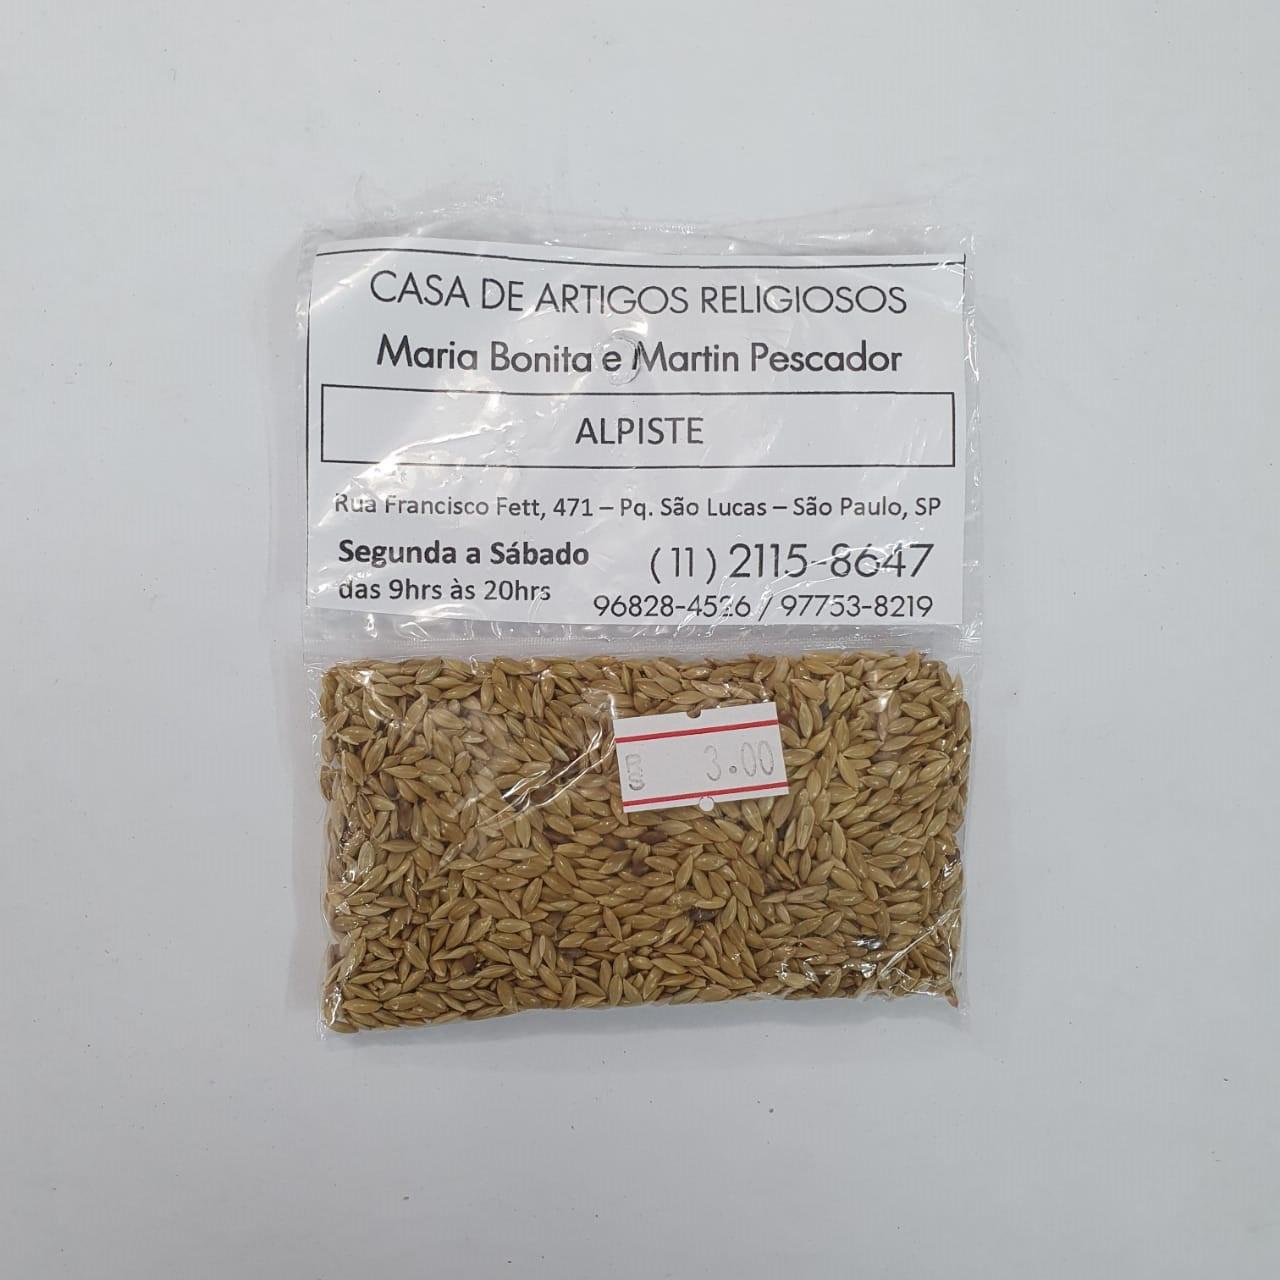 CASA DE ARTIGOS RELIGIOSOS
Maria Bonita e Martin Pescador
ALPISTE
Rua Francisco Fett, 471 – Pq. São Lucas – São Paulo, SP
Segunda a Sábado
das 9hrs às 20hrs
(11) 2115-8647
96828-4526 / 97753-8219
3.00